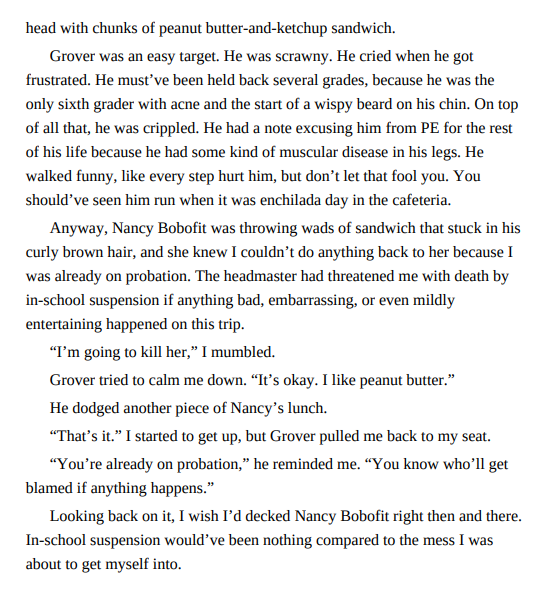 head with chunks of peanut butter-and-ketchup sandwich.
Grover was an easy target. He was scrawny. He cried when he got
frustrated. He must’ve been held back several grades, because he was the
only sixth grader with acne and the start of a wispy beard on his chin. On top
of all that, he was crippled. He had a note excusing him from PE for the rest
of his life because he had some kind of muscular disease in his legs. He
walked funny, like every step hurt him, but don’t let that fool you. You
should’ve seen him run when it was enchilada day in the cafeteria.
Anyway, Nancy Bobofit was throwing wads of sandwich that stuck in his
curly brown hair, and she knew I couldn’t do anything back to her because I
was already on probation. The headmaster had threatened me with death by
in-school suspension if anything bad, embarrassing, or even mildly
entertaining happened on this trip.
“I’m going to kill her,” I mumbled.
Grover tried to calm me down. “It’s okay. I like peanut butter.”
He dodged another piece of Nancy’s lunch.
“That’s it.” I started to get up, but Grover pulled me back to my seat.
“You’re already on probation,” he reminded me. “You know who’ll get
blamed if anything happens.”
Looking back on it, I wish I’d decked Nancy Bobofit right then and there.
In-school suspension would’ve been nothing compared to the mess I was
about to get myself into.